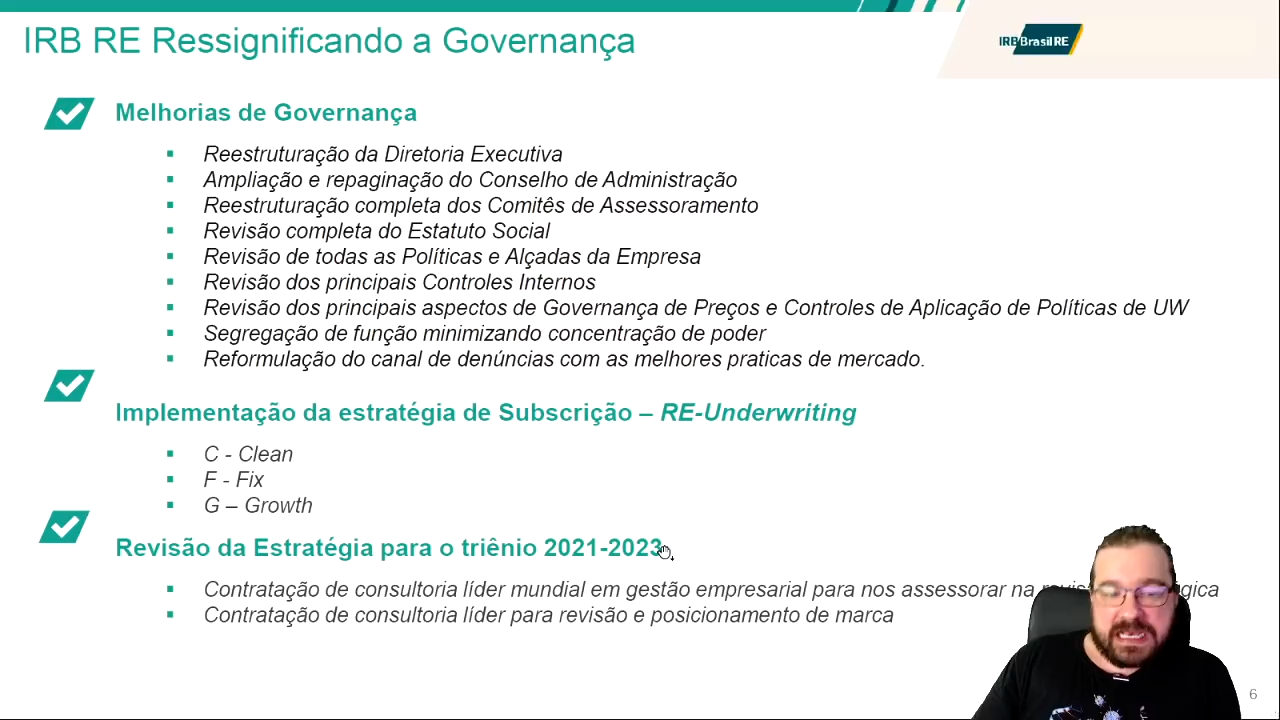 IRB RE Ressignificando a Governança
IRB Brasil RE
Melhorias de Governança
Reestruturação da Diretoria Executiva
Ampliação e repaginação do Conselho de Administração
Reestruturação completa dos Comitês de Assessoramento
Revisão completa do Estatuto Social
Revisão de todas as Políticas e Alçadas da Empresa
Revisão dos principais Controles Internos
Revisão dos principais aspectos de Governança de Preços e Controles de Aplicação de Políticas de UW
Segregação de função minimizando concentração de poder
Reformulação do canal de denúncias com as melhores praticas de mercado.
Implementação da estratégia de Subscrição – RE-Underwriting
C - Clean
F - Fix
G – Growth
Revisão da Estratégia para o triênio 2021-2023
Contratação de consultoria líder mundial em gestão empresarial para nos assessorar na
Contratação de consultoria líder para revisão e posicionamento de marca
6